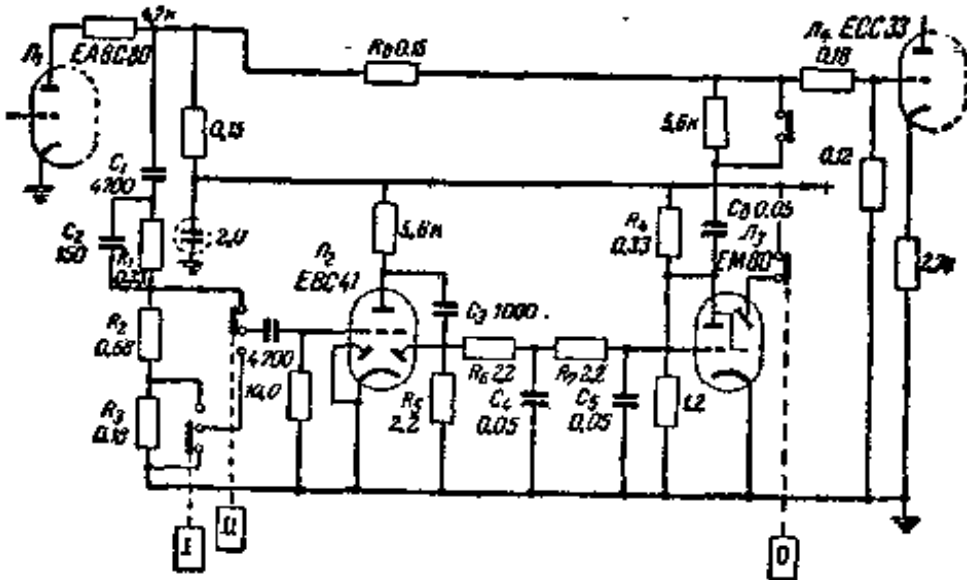 4,7к
Л₁ EABC80
R₈ 0.15
Л₄ ECC33
0,18
0,15
5,6к
C₁
4700
0,12
C₂
150
R₁
2,0
5,6к
Л₂
EBC41
R₄
0,33
C₈ 0.05
Л₃
EM80
2,7к
R₂
0,68
4700
C₃ 1000
R₃
0,18
10,0
R₅
2,2
R₆ 2,2
R₇ 2,2
C₄
0,05
C₅
0,05
1,2
I
II
0